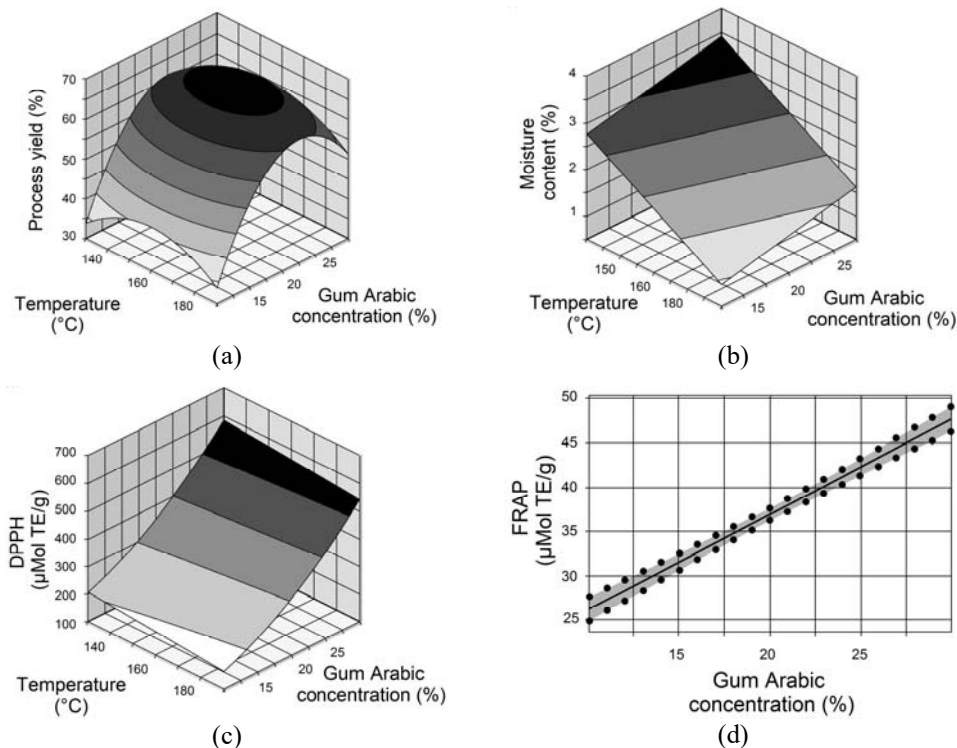 70
60
50
40
30
Process yield (%)
140
160
180
15
20
25
Temperature
(°C)
Gum Arabic
concentration (%)
(a)
4
3
2
1
Moisture
content (%)
150
160
170
180
15
20
25
Temperature
(°C)
Gum Arabic
concentration (%)
(b)
700
600
500
400
300
200
100
DPPH
(µMol TE/g)
140
160
180
15
20
25
Temperature
(°C)
Gum Arabic
concentration (%)
(c)
50
45
40
35
30
25
FRAP
(µMol TE/g)
15
20
25
Gum Arabic
concentration (%)
(d)